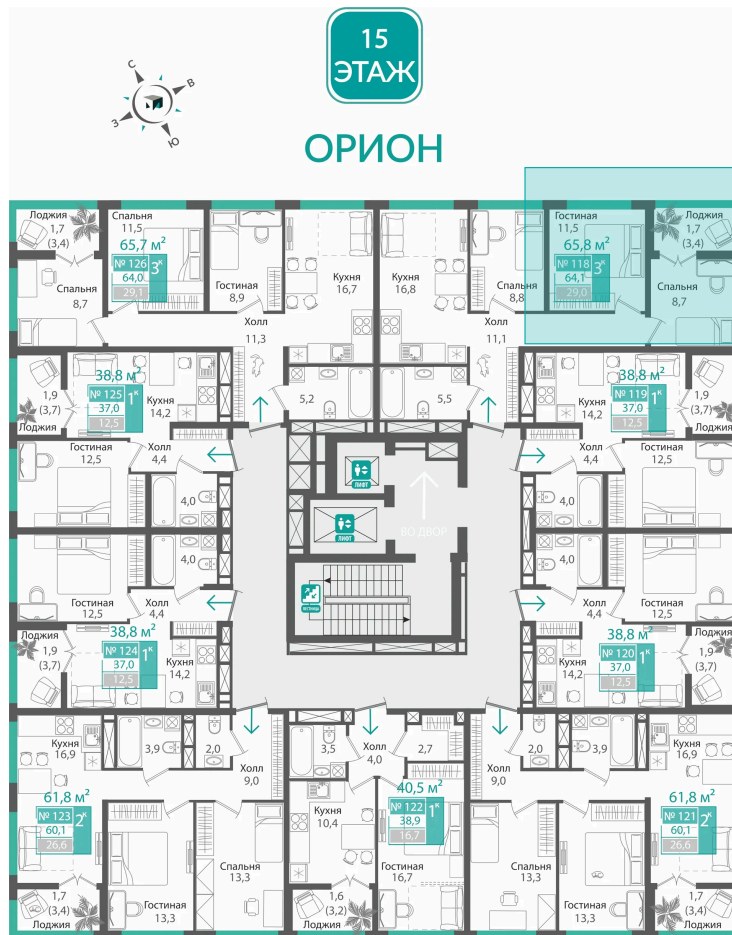 15
ЭТАЖ
С
В
З
Ю
ОРИОН
Лоджия
1,7
(3,4)
Спальня
11,5
65,7 м²
№ 126
3к
64,0
29,1
Спальня
8,7
Гостиная
8,9
Кухня
16,7
Холл
11,3
5,2
Кухня
16,8
Спальня
8,8
Холл
11,1
5,5
Гостиная
11,5
65,8 м²
№ 118
3к
64,1
29,0
Лоджия
1,7
(3,4)
Спальня
8,7
38,8 м²
№ 125
1к
37,0
12,5
1,9
(3,7)
Лоджия
Кухня
14,2
Гостиная
12,5
Холл
4,4
4,0
38,8 м²
№ 119
1к
37,0
12,5
Кухня
14,2
1,9
(3,7)
Лоджия
Холл
4,4
Гостиная
12,5
4,0
ЛИФТ
ЛИФТ
ВО ДВОР
ЛЕСТНИЦА
4,0
Гостиная
12,5
Холл
4,4
Лоджия
1,9
(3,7)
38,8 м²
№ 124
1к
37,0
12,5
Кухня
14,2
4,0
Холл
4,4
Гостиная
12,5
38,8 м²
№ 120
1к
37,0
12,5
Кухня
14,2
Лоджия
1,9
(3,7)
Кухня
16,9
3,9
2,0
Холл
9,0
61,8 м²
№ 123
2к
60,1
26,6
Спальня
13,3
Гостиная
13,3
1,7
(3,4)
Лоджия
3,5
Холл
4,0
2,7
40,5 м²
№ 122
1к
38,9
16,7
Кухня
10,4
Гостиная
16,7
1,6
(3,2)
Лоджия
2,0
3,9
Холл
9,0
Кухня
16,9
61,8 м²
№ 121
2к
60,1
26,6
Спальня
13,3
Гостиная
13,3
1,7
(3,4)
Лоджия